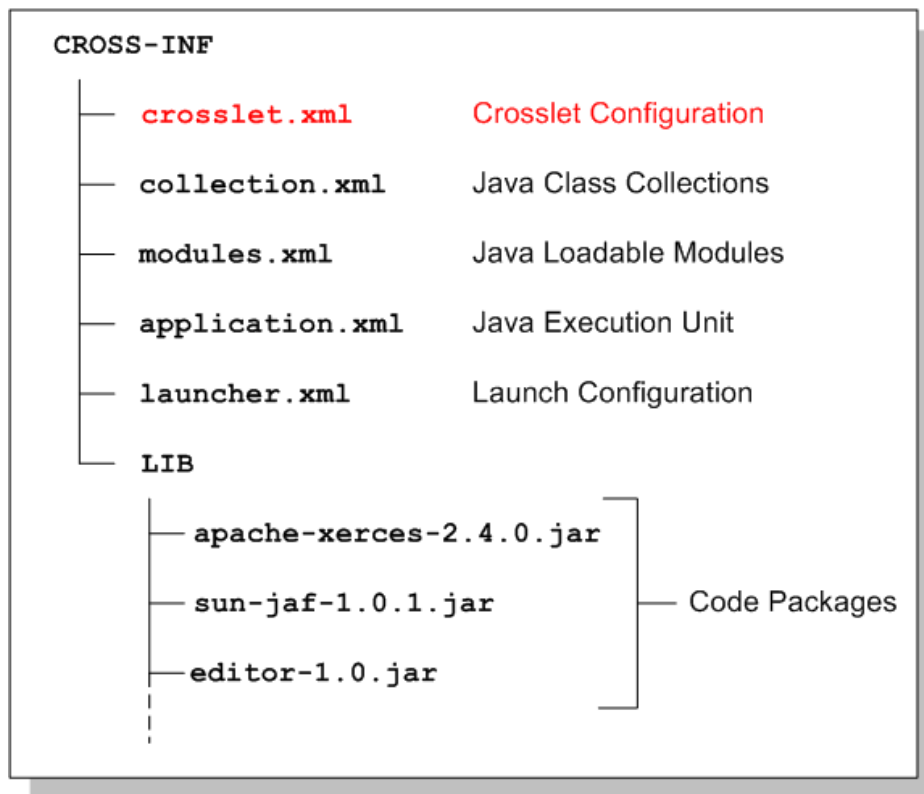 CROSS-INF
crosslet.xml Crosslet Configuration
collection.xml Java Class Collections
modules.xml Java Loadable Modules
application.xml Java Execution Unit
launcher.xml Launch Configuration
LIB
apache-xerces-2.4.0.jar
sun-jaf-1.0.1.jar Code Packages
editor-1.0.jar